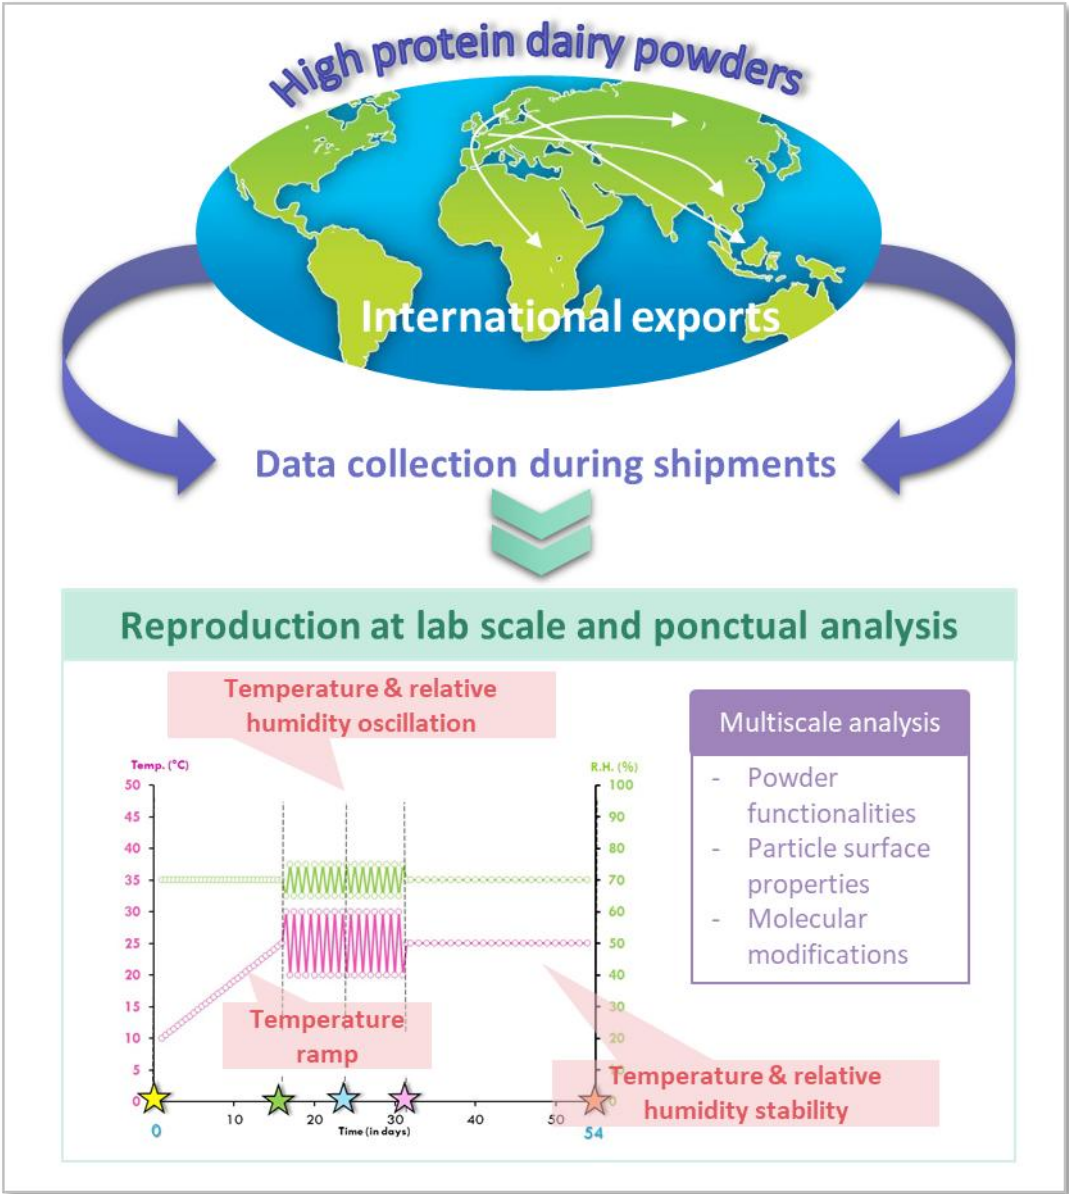 High protein dairy powders
International exports
Data collection during shipments
Reproduction at lab scale and ponctual analysis
Temperature & relative
humidity oscillation
Multiscale analysis
- Powder
functionalities
- Particle surface
properties
- Molecular
modifications
Temp. (°C)
R.H. (%)
50
45
40
35
30
25
20
15
10
5
0
100
90
80
70
60
50
40
30
20
0
Temperature
ramp
Temperature & relative
humidity stability
0
10
20
30
40
50
54
Time (in days)